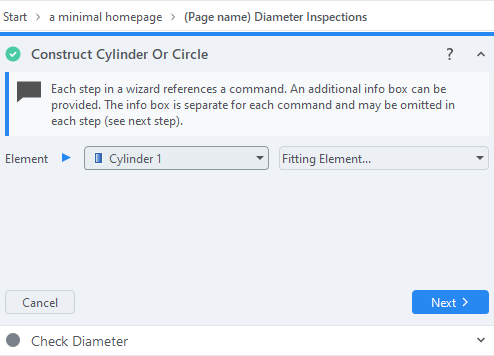 Start > a minimal homepage > (Page name) Diameter Inspections
Construct Cylinder Or Circle ?
Each step in a wizard references a command. An additional info box can be
provided. The info box is separate for each command and may be omitted in
each step (see next step).
Element Cylinder 1 Fitting Element...
Cancel Next >
Check Diameter